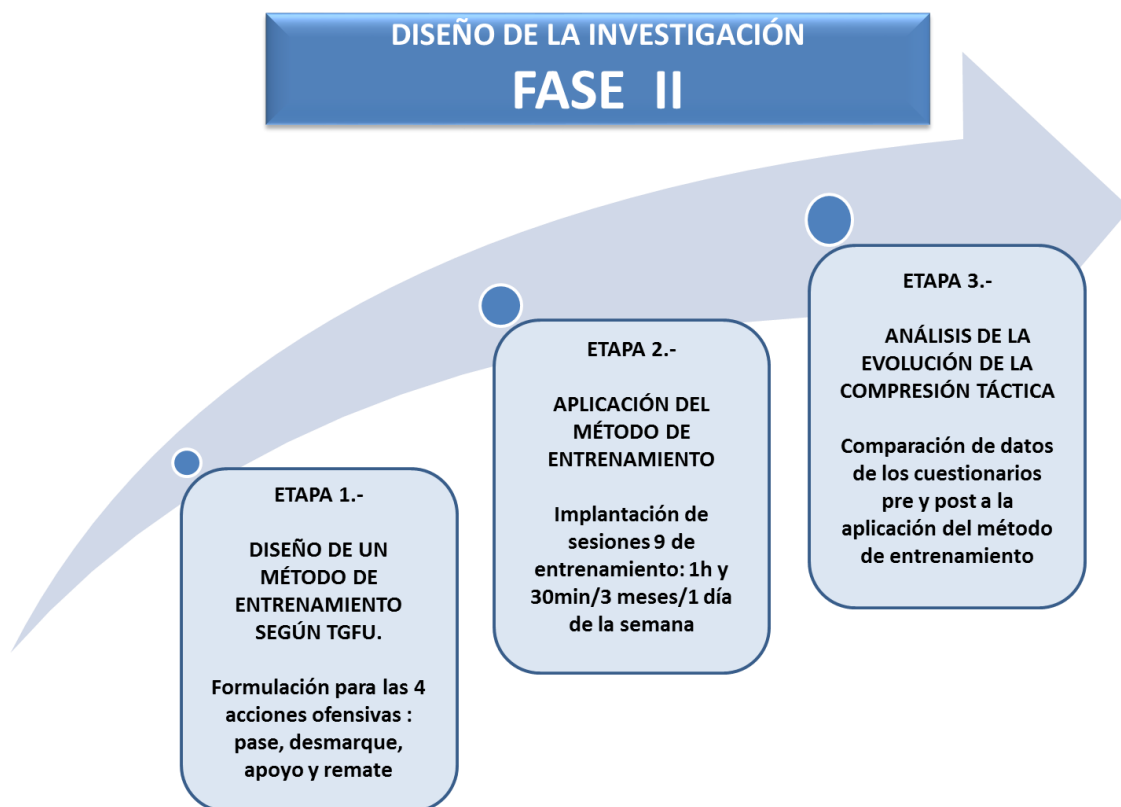 DISEÑO DE LA INVESTIGACIÓN
FASE II
ETAPA 1.-
DISEÑO DE UN
MÉTODO DE
ENTRENAMIENTO
SEGÚN TGFU.
Formulación para las 4
acciones ofensivas :
pase, desmarque,
apoyo y remate
ETAPA 2.-
APLICACIÓN DEL
MÉTODO DE
ENTRENAMIENTO
Implantación de
sesiones 9 de
entrenamiento: 1h y
30min/3 meses/1 día
de la semana
ETAPA 3.-
ANÁLISIS DE LA
EVOLUCIÓN DE LA
COMPRESIÓN TÁCTICA
Comparación de datos
de los cuestionarios
pre y post a la
aplicación del método
de entrenamiento